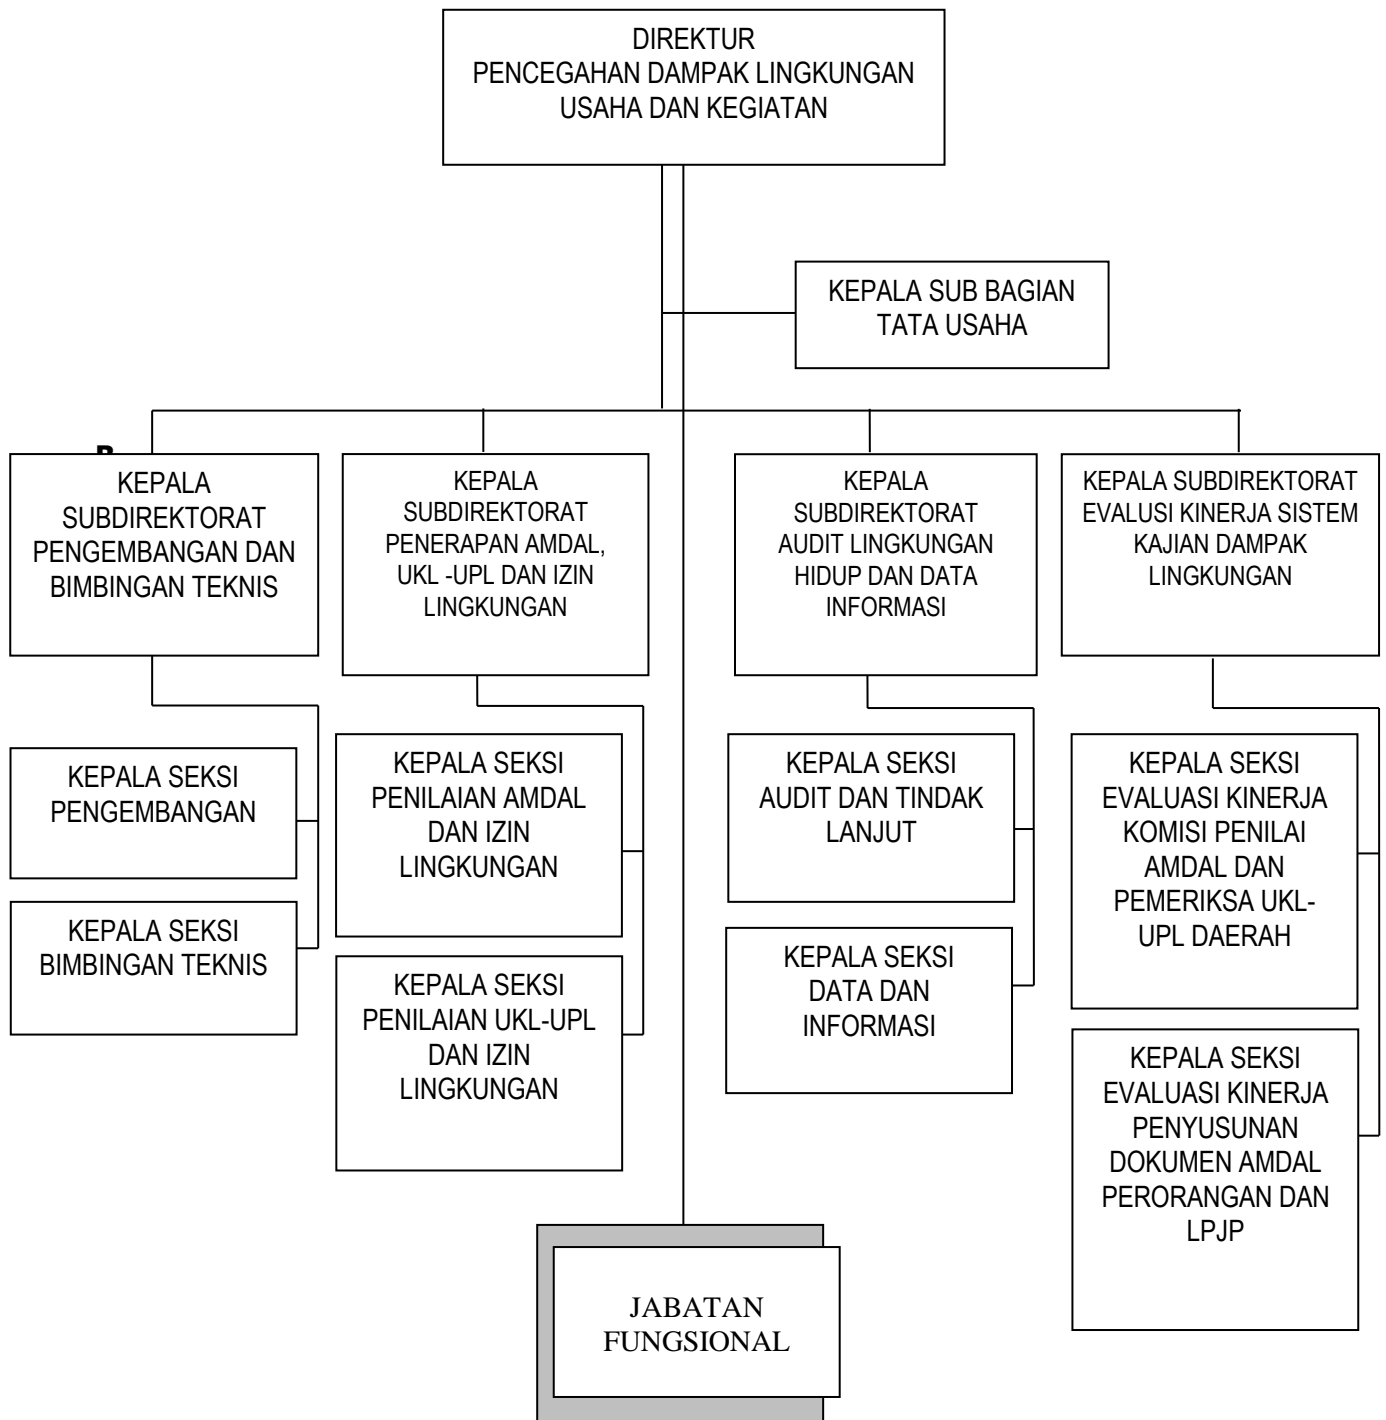 DIREKTUR
PENCEGAHAN DAMPAK LINGKUNGAN
USAHA DAN KEGIATAN
KEPALA SUB BAGIAN
TATA USAHA
KEPALA
SUBDIREKTORAT
PENGEMBANGAN DAN
BIMBINGAN TEKNIS
KEPALA
SUBDIREKTORAT
PENERAPAN AMDAL,
UKL -UPL DAN IZIN
LINGKUNGAN
KEPALA
SUBDIREKTORAT
AUDIT LINGKUNGAN
HIDUP DAN DATA
INFORMASI
KEPALA SUBDIREKTORAT
EVALUSI KINERJA SISTEM
KAJIAN DAMPAK
LINGKUNGAN
KEPALA SEKSI
PENGEMBANGAN
KEPALA SEKSI
BIMBINGAN TEKNIS
KEPALA SEKSI
PENILAIAN AMDAL
DAN IZIN
LINGKUNGAN
KEPALA SEKSI
PENILAIAN UKL-UPL
DAN IZIN
LINGKUNGAN
KEPALA SEKSI
AUDIT DAN TINDAK
LANJUT
KEPALA SEKSI
DATA DAN
INFORMASI
KEPALA SEKSI
EVALUASI KINERJA
KOMISI PENILAI
AMDAL DAN
PEMERIKSA UKL-
UPL DAERAH
KEPALA SEKSI
EVALUASI KINERJA
PENYUSUNAN
DOKUMEN AMDAL
PERORANGAN DAN
LPJP
JABATAN
FUNGSIONAL